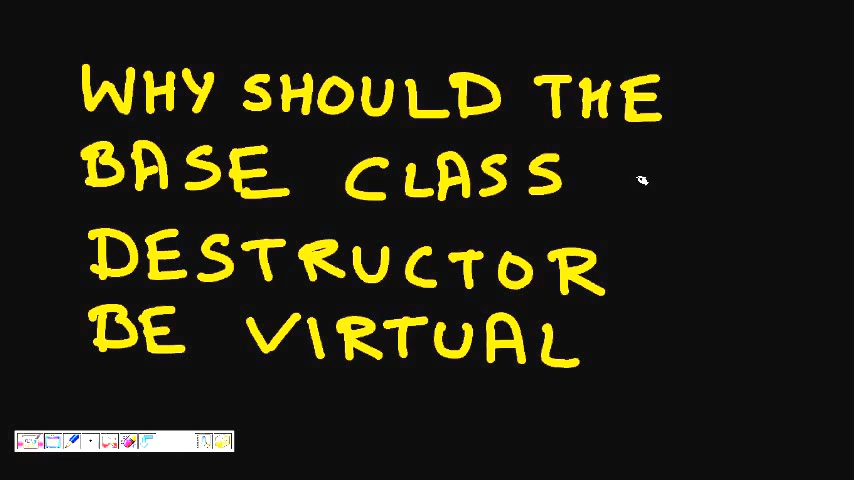 WHY SHOULD THE
BASE CLASS
DESTRUCTOR
BE VIRTUAL